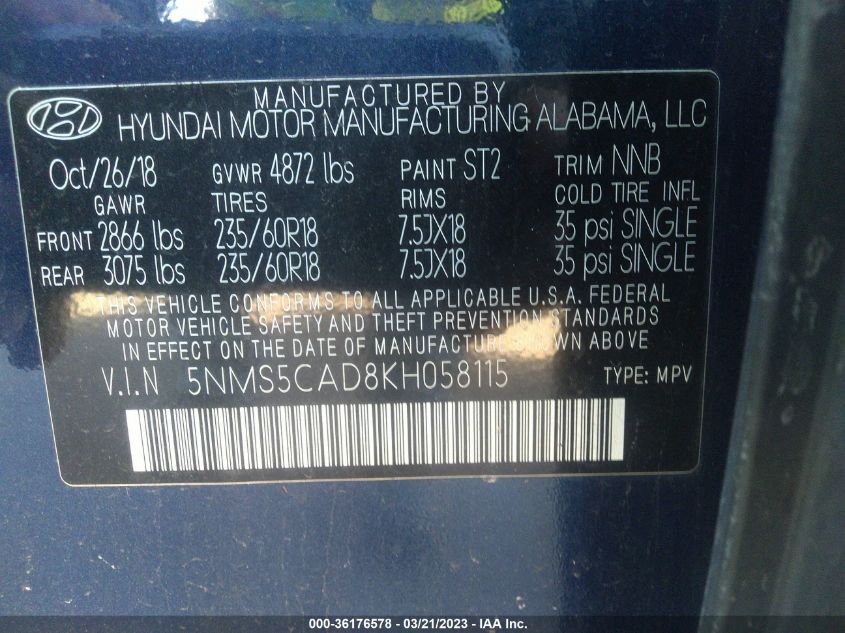 MANUFACTURED BY
HYUNDAI MOTOR MANUFACTURING ALABAMA, LLC
Oct/26/18 GVWR 4872 lbs PAINT ST2 TRIM NNB
GAWR TIRES RIMS COLD TIRE INFL
FRONT 2866 lbs 235/60R18 7.5JX18 35 psi SINGLE
REAR 3075 lbs 235/60R18 7.5JX18 35 psi SINGLE
THIS VEHICLE CONFORMS TO ALL APPLICABLE U.S.A. FEDERAL
MOTOR VEHICLE SAFETY AND THEFT PREVENTION STANDARDS
IN EFFECT ON THE DATE OF MANUFACTURE SHOWN ABOVE
V.I.N 5NMS5CAD8KH058115 TYPE: MPV
000-36176578 - 03/21/2023 - IAA Inc.